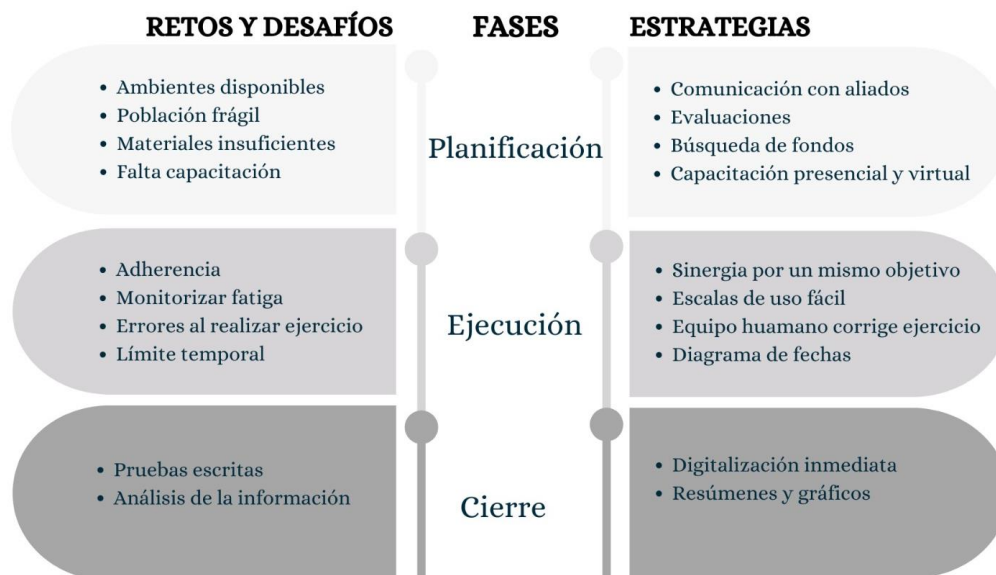 RETOS Y DESAFÍOS
FASES
ESTRATEGIAS
• Ambientes disponibles
• Población frágil
• Materiales insuficientes
• Falta capacitación
Planificación
• Comunicación con aliados
• Evaluaciones
• Búsqueda de fondos
• Capacitación presencial y virtual
• Adherencia
• Monitorizar fatiga
• Errores al realizar ejercicio
• Límite temporal
Ejecución
• Sinergia por un mismo objetivo
• Escalas de uso fácil
• Equipo huamano corrige ejercicio
• Diagrama de fechas
• Pruebas escritas
• Análisis de la información
Cierre
• Digitalización inmediata
• Resúmenes y gráficos